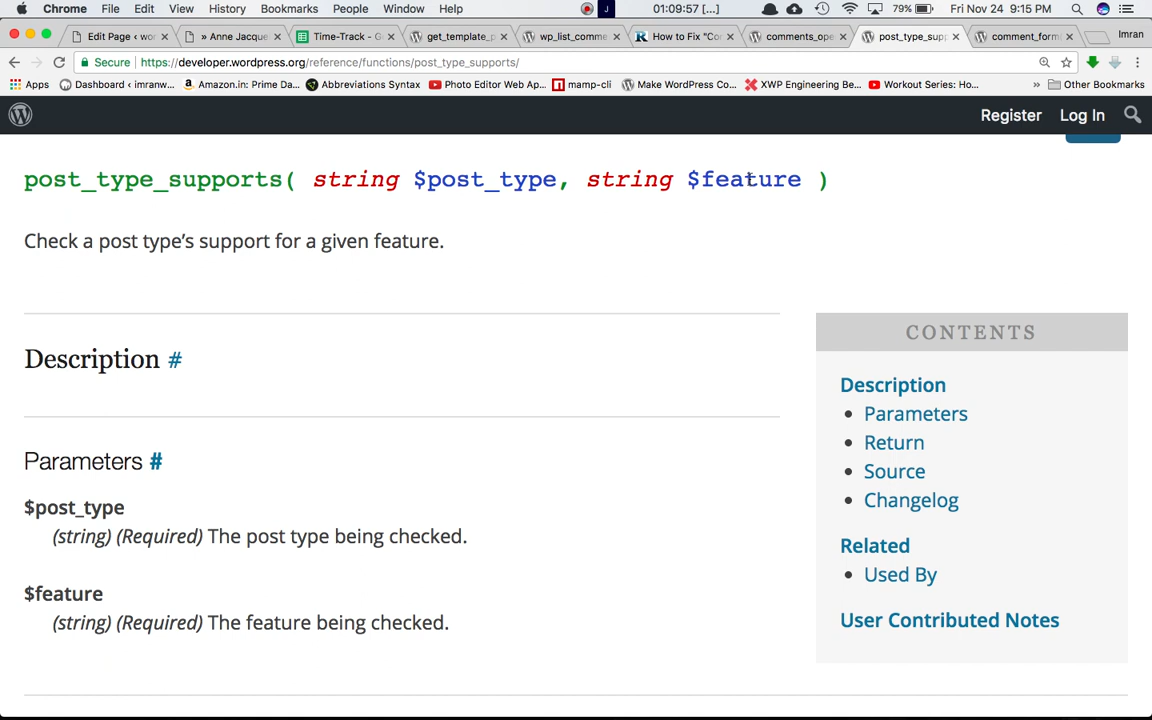 Chrome File Edit View History Bookmarks People Window Help J 01:09:57 [...] 79% Fri Nov 24 9:15 PM
Edit Page ‹ wor × » Anne Jacque × Time-Track - G × get_template_p × wp_list_comme × How to Fix "Cor × comments_ope × post_type_supp × comment_form( × Imran
Secure https://developer.wordpress.org/reference/functions/post_type_supports/
Apps Dashboard ‹ imranw... Amazon.in: Prime Da... Abbreviations Syntax Photo Editor Web Ap... mamp-cli Make WordPress Co... XWP Engineering Be... Workout Series: Ho... » Other Bookmarks
Register Log In
post_type_supports( string $post_type, string $feature )
Check a post type’s support for a given feature.
CONTENTS
Description #
Description
• Parameters
• Return
Parameters #
• Source
• Changelog
$post_type
(string) (Required) The post type being checked.
Related
• Used By
$feature
(string) (Required) The feature being checked.
User Contributed Notes